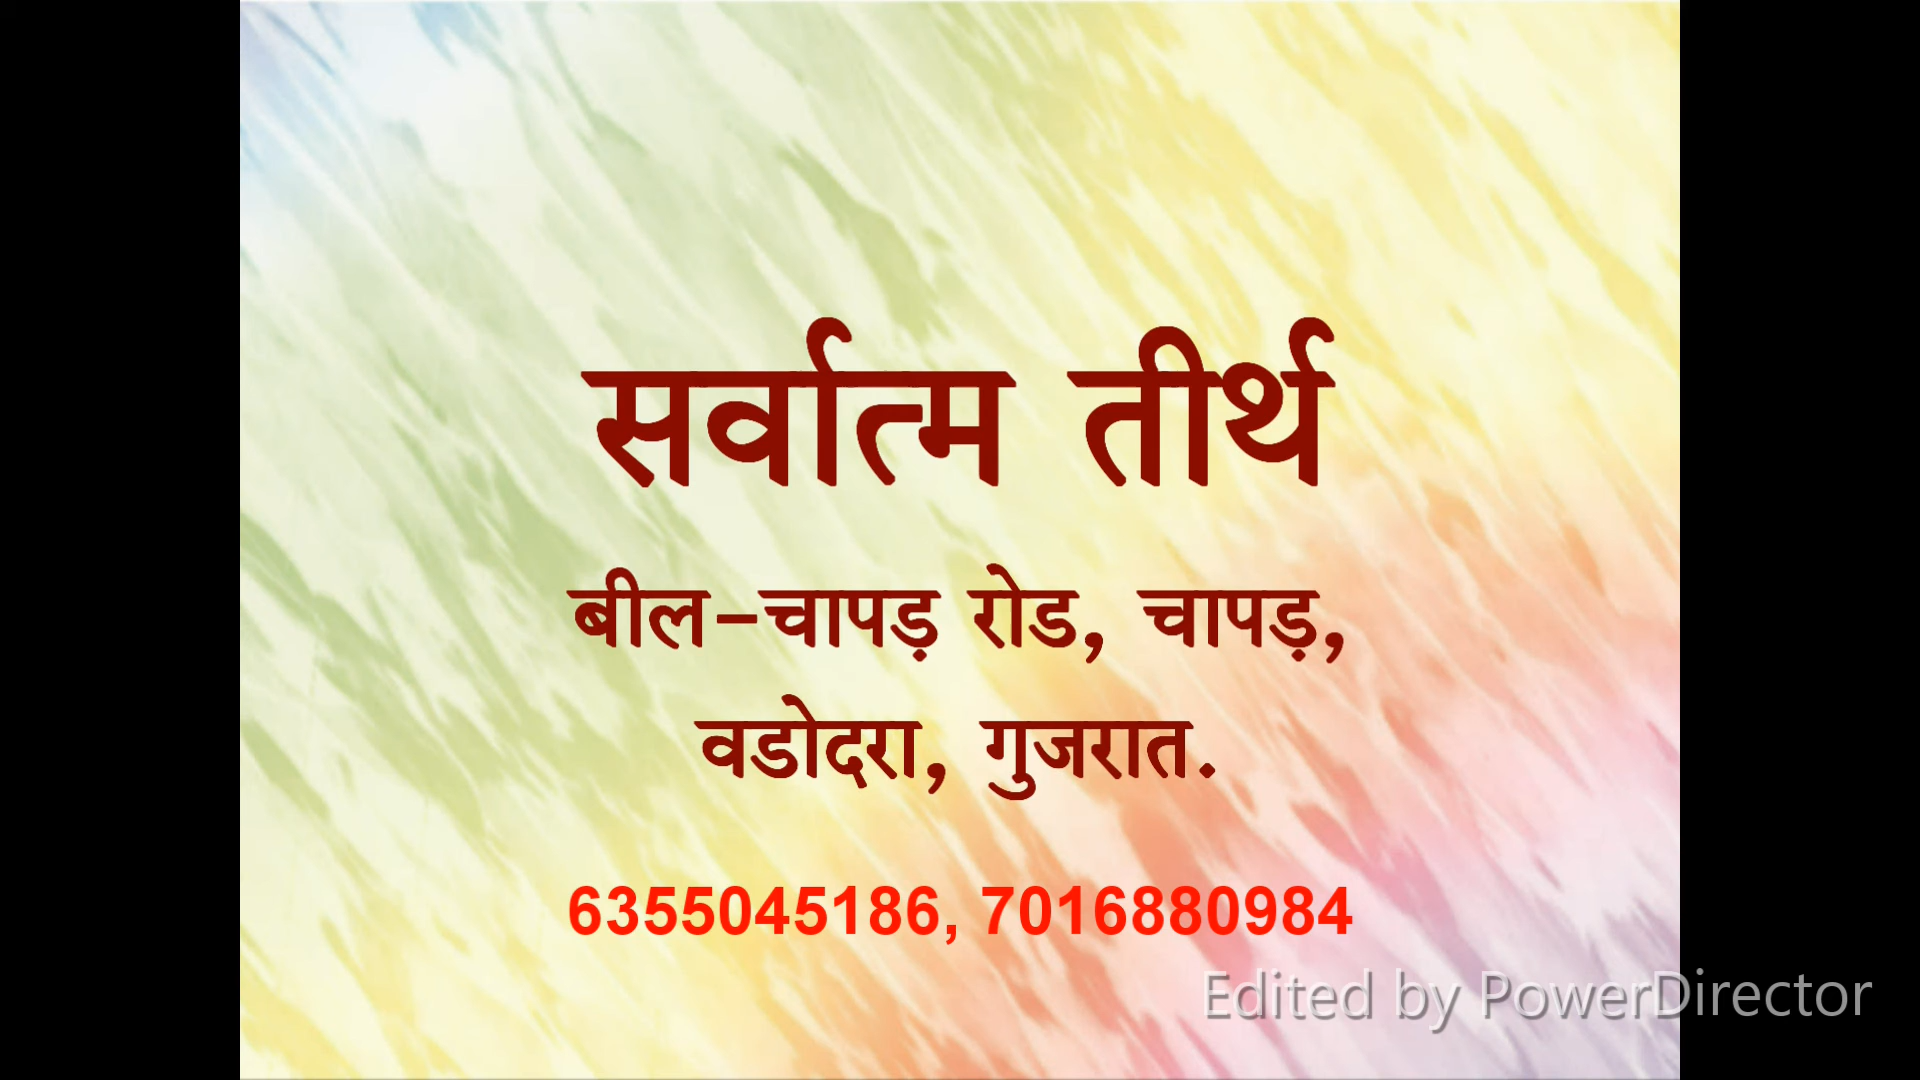 सर्वात्म तीर्थ
बील-चापड़ रोड, चापड़,
वडोदरा, गुजरात.
6355045186, 7016880984
Edited by PowerDirector